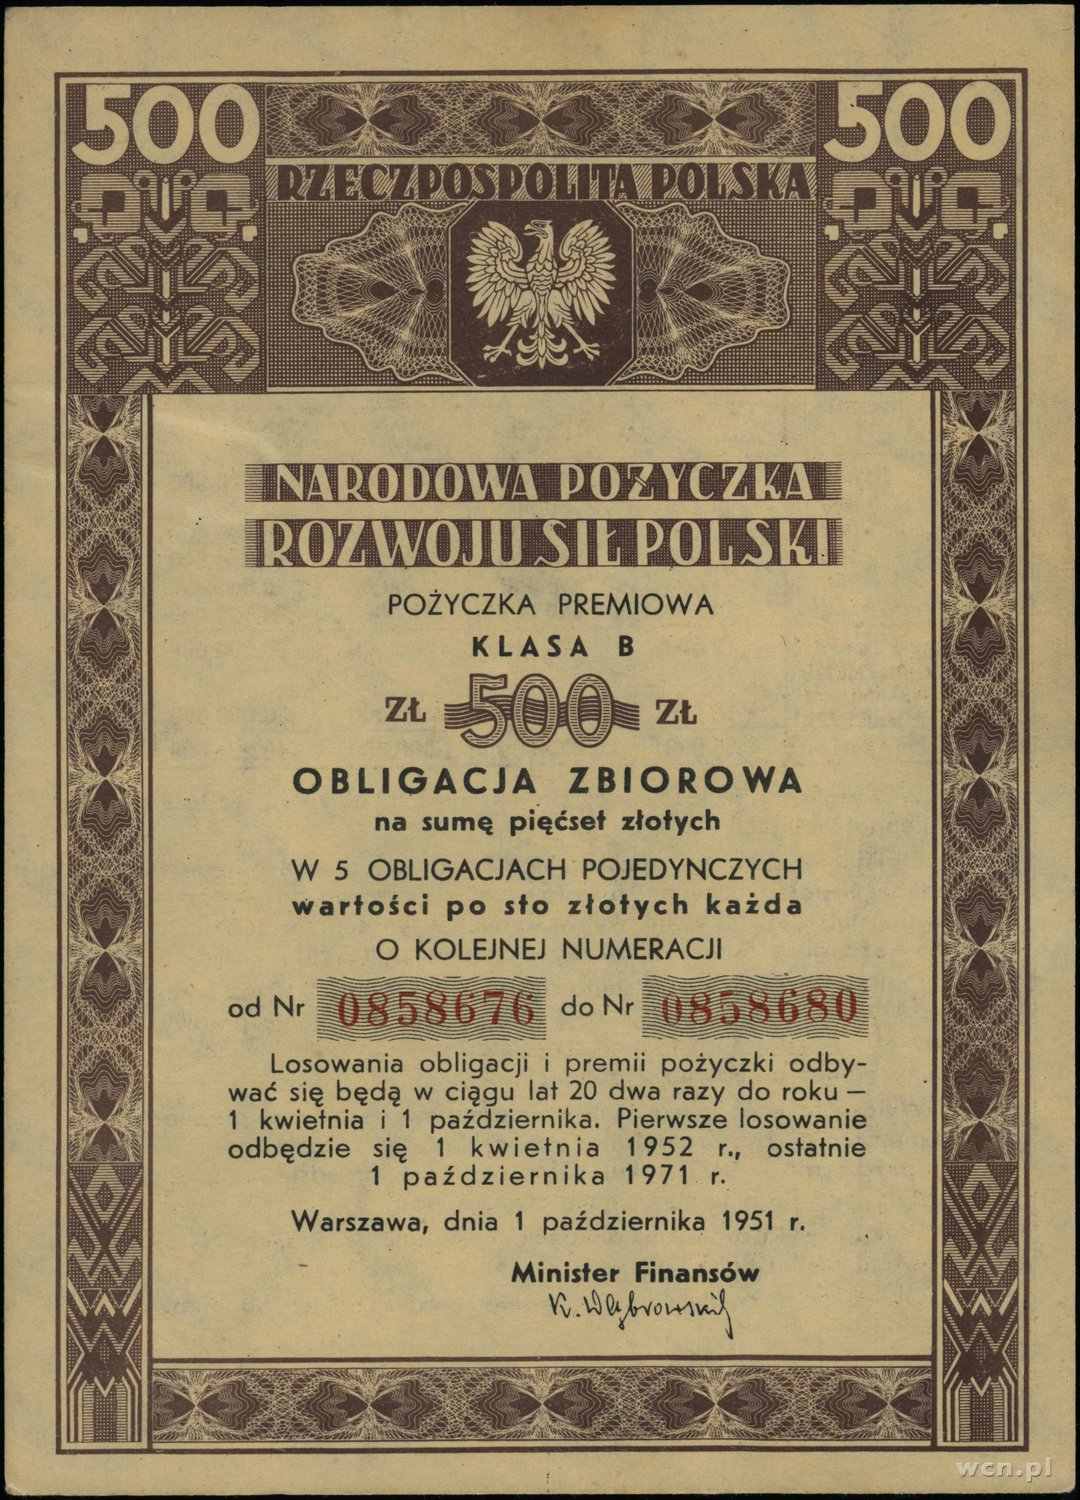 500 500
RZECZPOSPOLITA POLSKA
NARODOWA POŻYCZKA
ROZWOJU SIŁ POLSKI
POŻYCZKA PREMIOWA
KLASA B
ZŁ 500 ZŁ
OBLIGACJA ZBIOROWA
na sumę pięćset złotych
W 5 OBLIGACJACH POJEDYNCZYCH
wartości po sto złotych każda
O KOLEJNEJ NUMERACJI
od Nr 0858676 do Nr 0858680
Losowania obligacji i premii pożyczki odby-
wać się będą w ciągu lat 20 dwa razy do roku —
1 kwietnia i 1 października. Pierwsze losowanie
odbędzie się 1 kwietnia 1952 r., ostatnie
1 października 1971 r.
Warszawa, dnia 1 października 1951 r.
Minister Finansów
K. Dąbrowski
wcn.pl